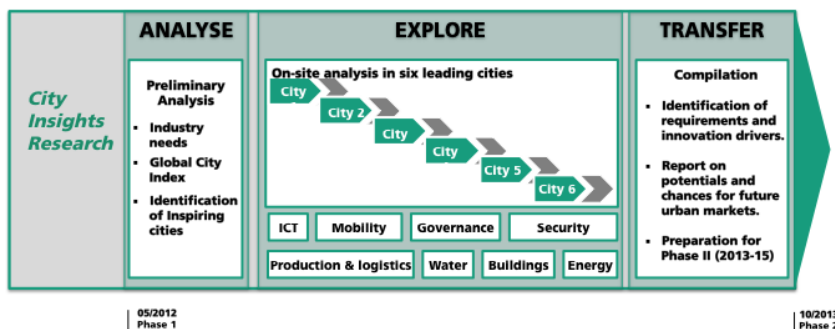 City
Insights
Research
ANALYSE
Preliminary
Analysis
▪ Industry
needs
▪ Global City
Index
▪ Identification
of Inspiring
cities
EXPLORE
On-site analysis in six leading cities
City
City 2
City
City
City 5
City 6
ICT
Mobility
Governance
Security
Production & logistics
Water
Buildings
Energy
TRANSFER
Compilation
▪ Identification of
requirements and
innovation drivers.
▪ Report on
potentials and
chances for future
urban markets.
▪ Preparation for
Phase II (2013-15)
05/2012
Phase 1
10/2013
Phase 2